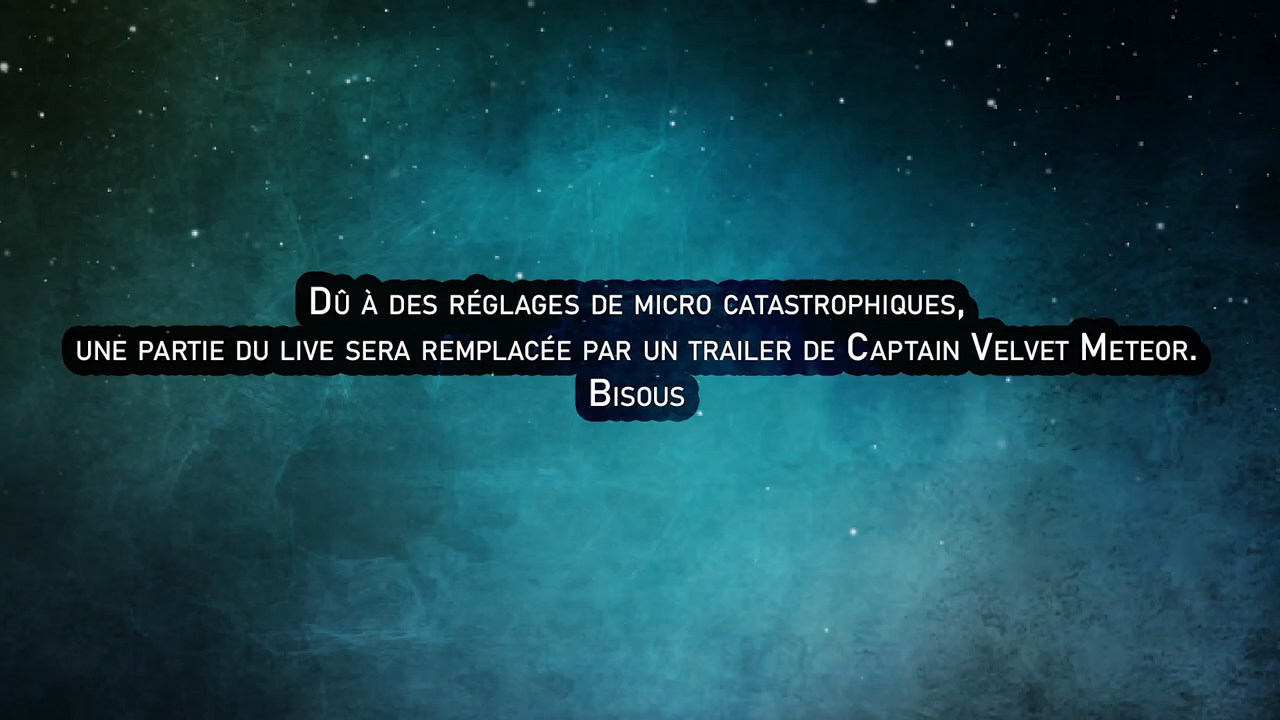 Dû à des réglages de micro catastrophiques,
une partie du live sera remplacée par un trailer de Captain Velvet Meteor.
Bisous